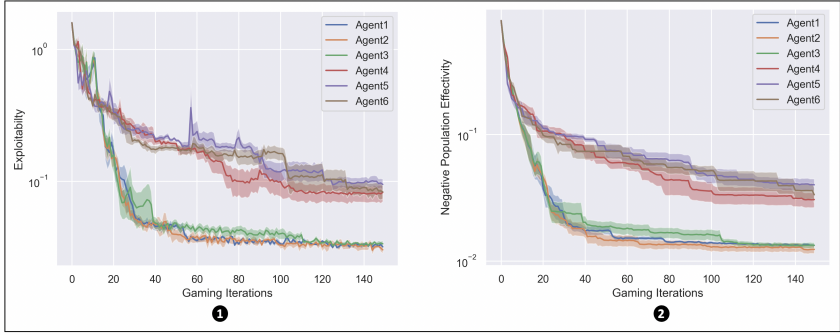 Exploitability
10⁰
10⁻¹
0 20 40 60 80 100 120 140
Gaming Iterations
Agent1
Agent2
Agent3
Agent4
Agent5
Agent6
1
Negative Population Effectivity
10⁻¹
10⁻²
0 20 40 60 80 100 120 140
Gaming Iterations
Agent1
Agent2
Agent3
Agent4
Agent5
Agent6
2